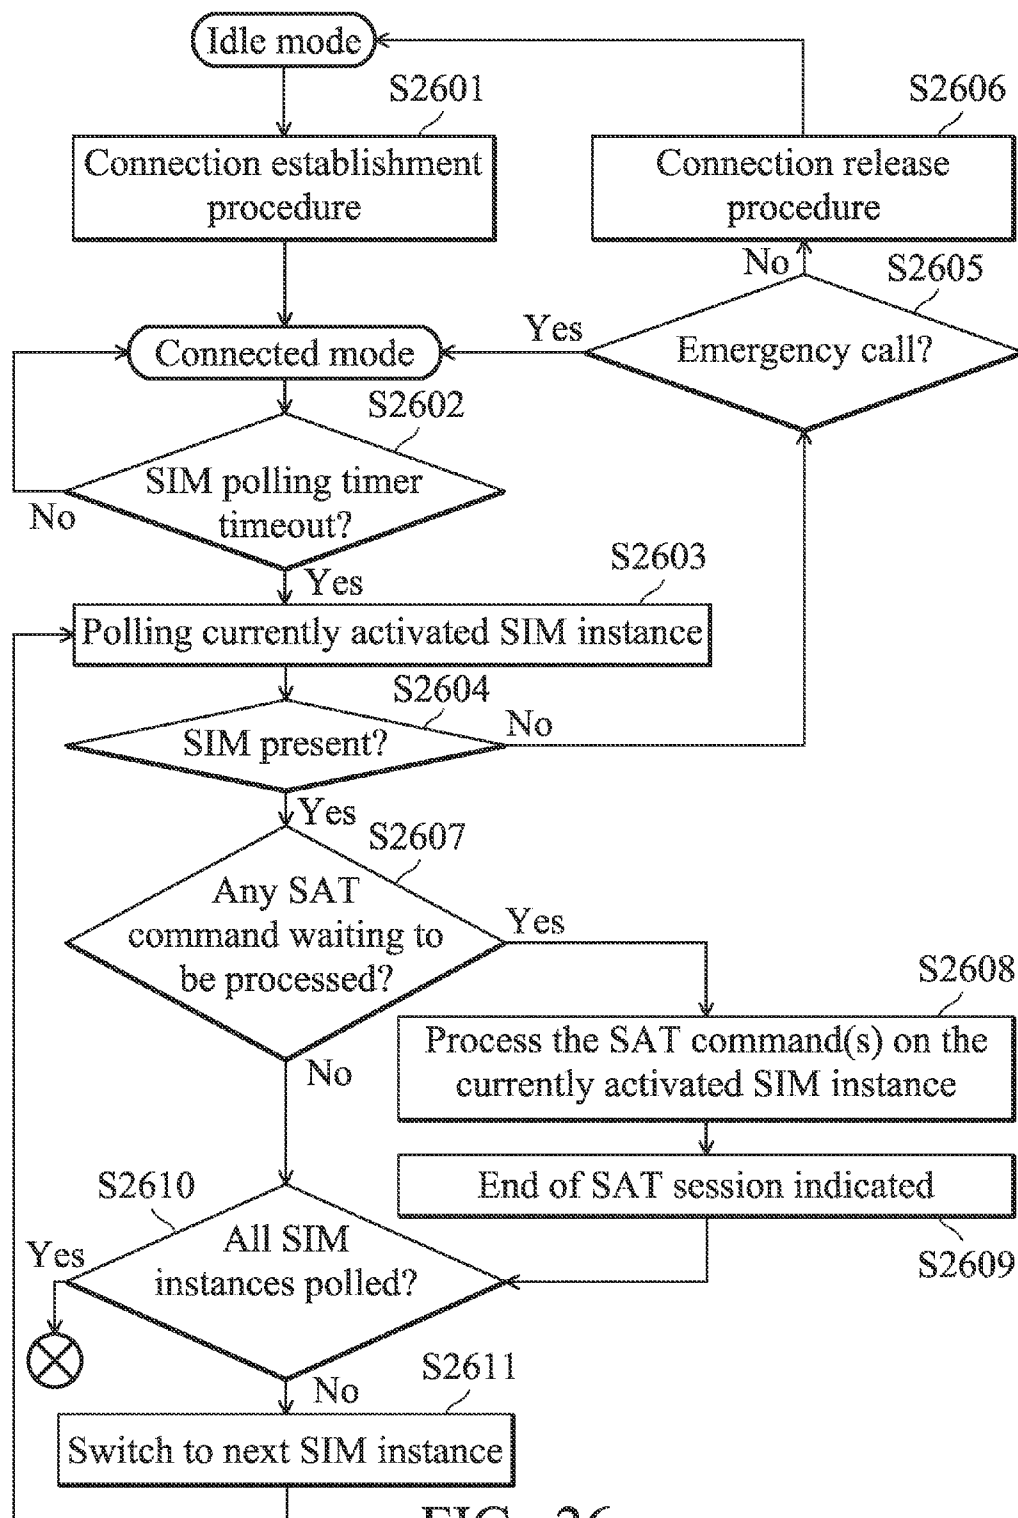 Idle mode
S2601
S2606
Connection establishment
procedure
Connection release
procedure
No
S2605
Yes
Connected mode
Emergency call?
S2602
SIM polling timer
timeout?
No
Yes
S2603
Polling currently activated SIM instance
S2604
SIM present?
No
Yes
S2607
Any SAT
command waiting to
be processed?
Yes
S2608
Process the SAT command(s) on the
currently activated SIM instance
No
S2610
End of SAT session indicated
S2609
Yes
All SIM
instances polled?
No
S2611
Switch to next SIM instance